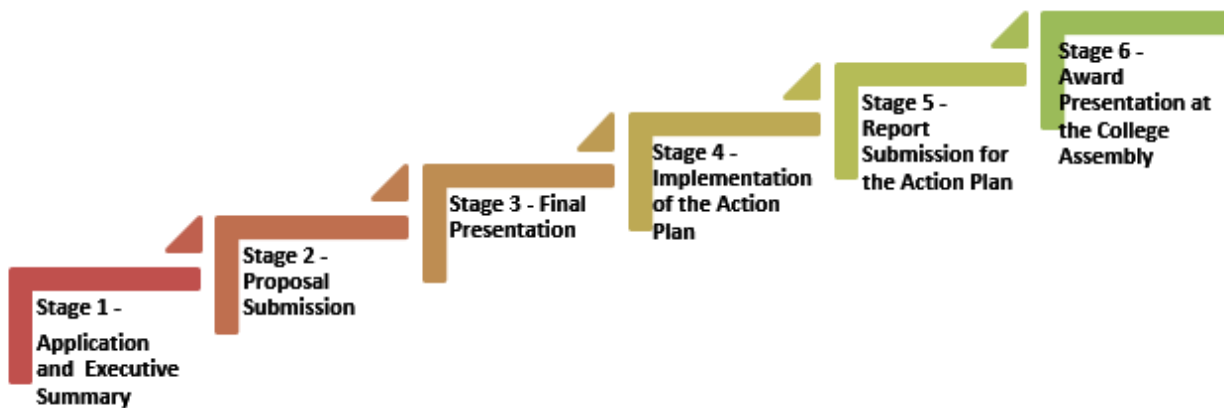 Stage 1 -
Application
and Executive
Summary
Stage 2 -
Proposal
Submission
Stage 3 - Final
Presentation
Stage 4 -
Implementation
of the Action
Plan
Stage 5 -
Report
Submission for
the Action Plan
Stage 6 -
Award
Presentation at
the College
Assembly